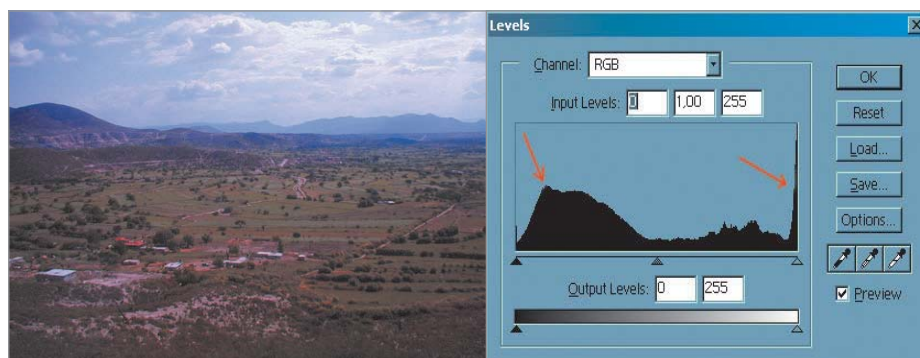 Levels
Channel: RGB
Input Levels: 0 1,00 255
Output Levels: 0 255
OK
Reset
Load...
Save...
Options...
Preview